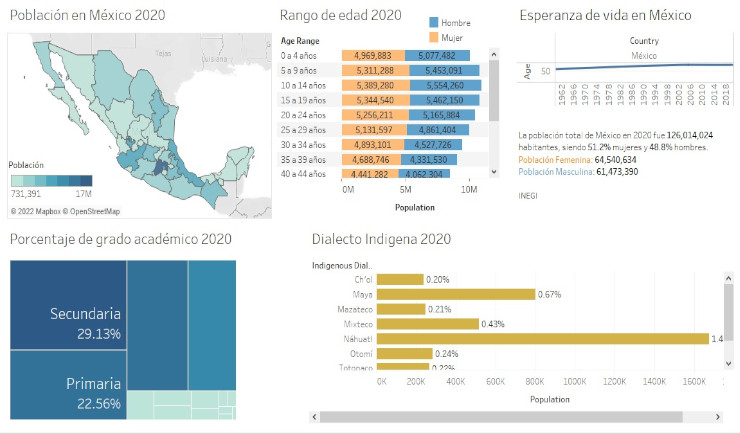 Población en México 2020
Texas
Louisiana
Población
731,391 17M
© 2022 Mapbox © OpenStreetMap
Rango de edad 2020
Hombre
Mujer
Age Range
0 a 4 años 4,969,883 5,077,482
5 a 9 años 5,311,288 5,453,091
10 a 14 años 5,389,280 5,554,260
15 a 19 años 5,344,540 5,462,150
20 a 24 años 5,256,211 5,165,884
25 a 29 años 5,131,597 4,861,404
30 a 34 años 4,893,101 4,527,726
35 a 39 años 4,688,746 4,331,530
40 a 44 años 4,441,282 4,062,304
0M 5M 10M
Population
Esperanza de vida en México
Country
México
Age
50
1962 1966 1970 1974 1978 1982 1986 1990 1994 1998 2002 2006 2010 2014 2018
La población total de México en 2020 fue 126,014,024
habitantes, siendo 51.2% mujeres y 48.8% hombres.
Población Femenina: 64,540,634
Población Masculina: 61,473,390
INEGI
Porcentaje de grado académico 2020
Secundaria
29.13%
Primaria
22.56%
Dialecto Indigena 2020
Indigenous Dial..
Ch'ol 0.20%
Maya 0.67%
Mazateco 0.21%
Mixteco 0.43%
Náhuatl 1.4
Otomí 0.24%
Totonaco 0.22%
0K 200K 400K 600K 800K 1000K 1200K 1400K 1600K
Population